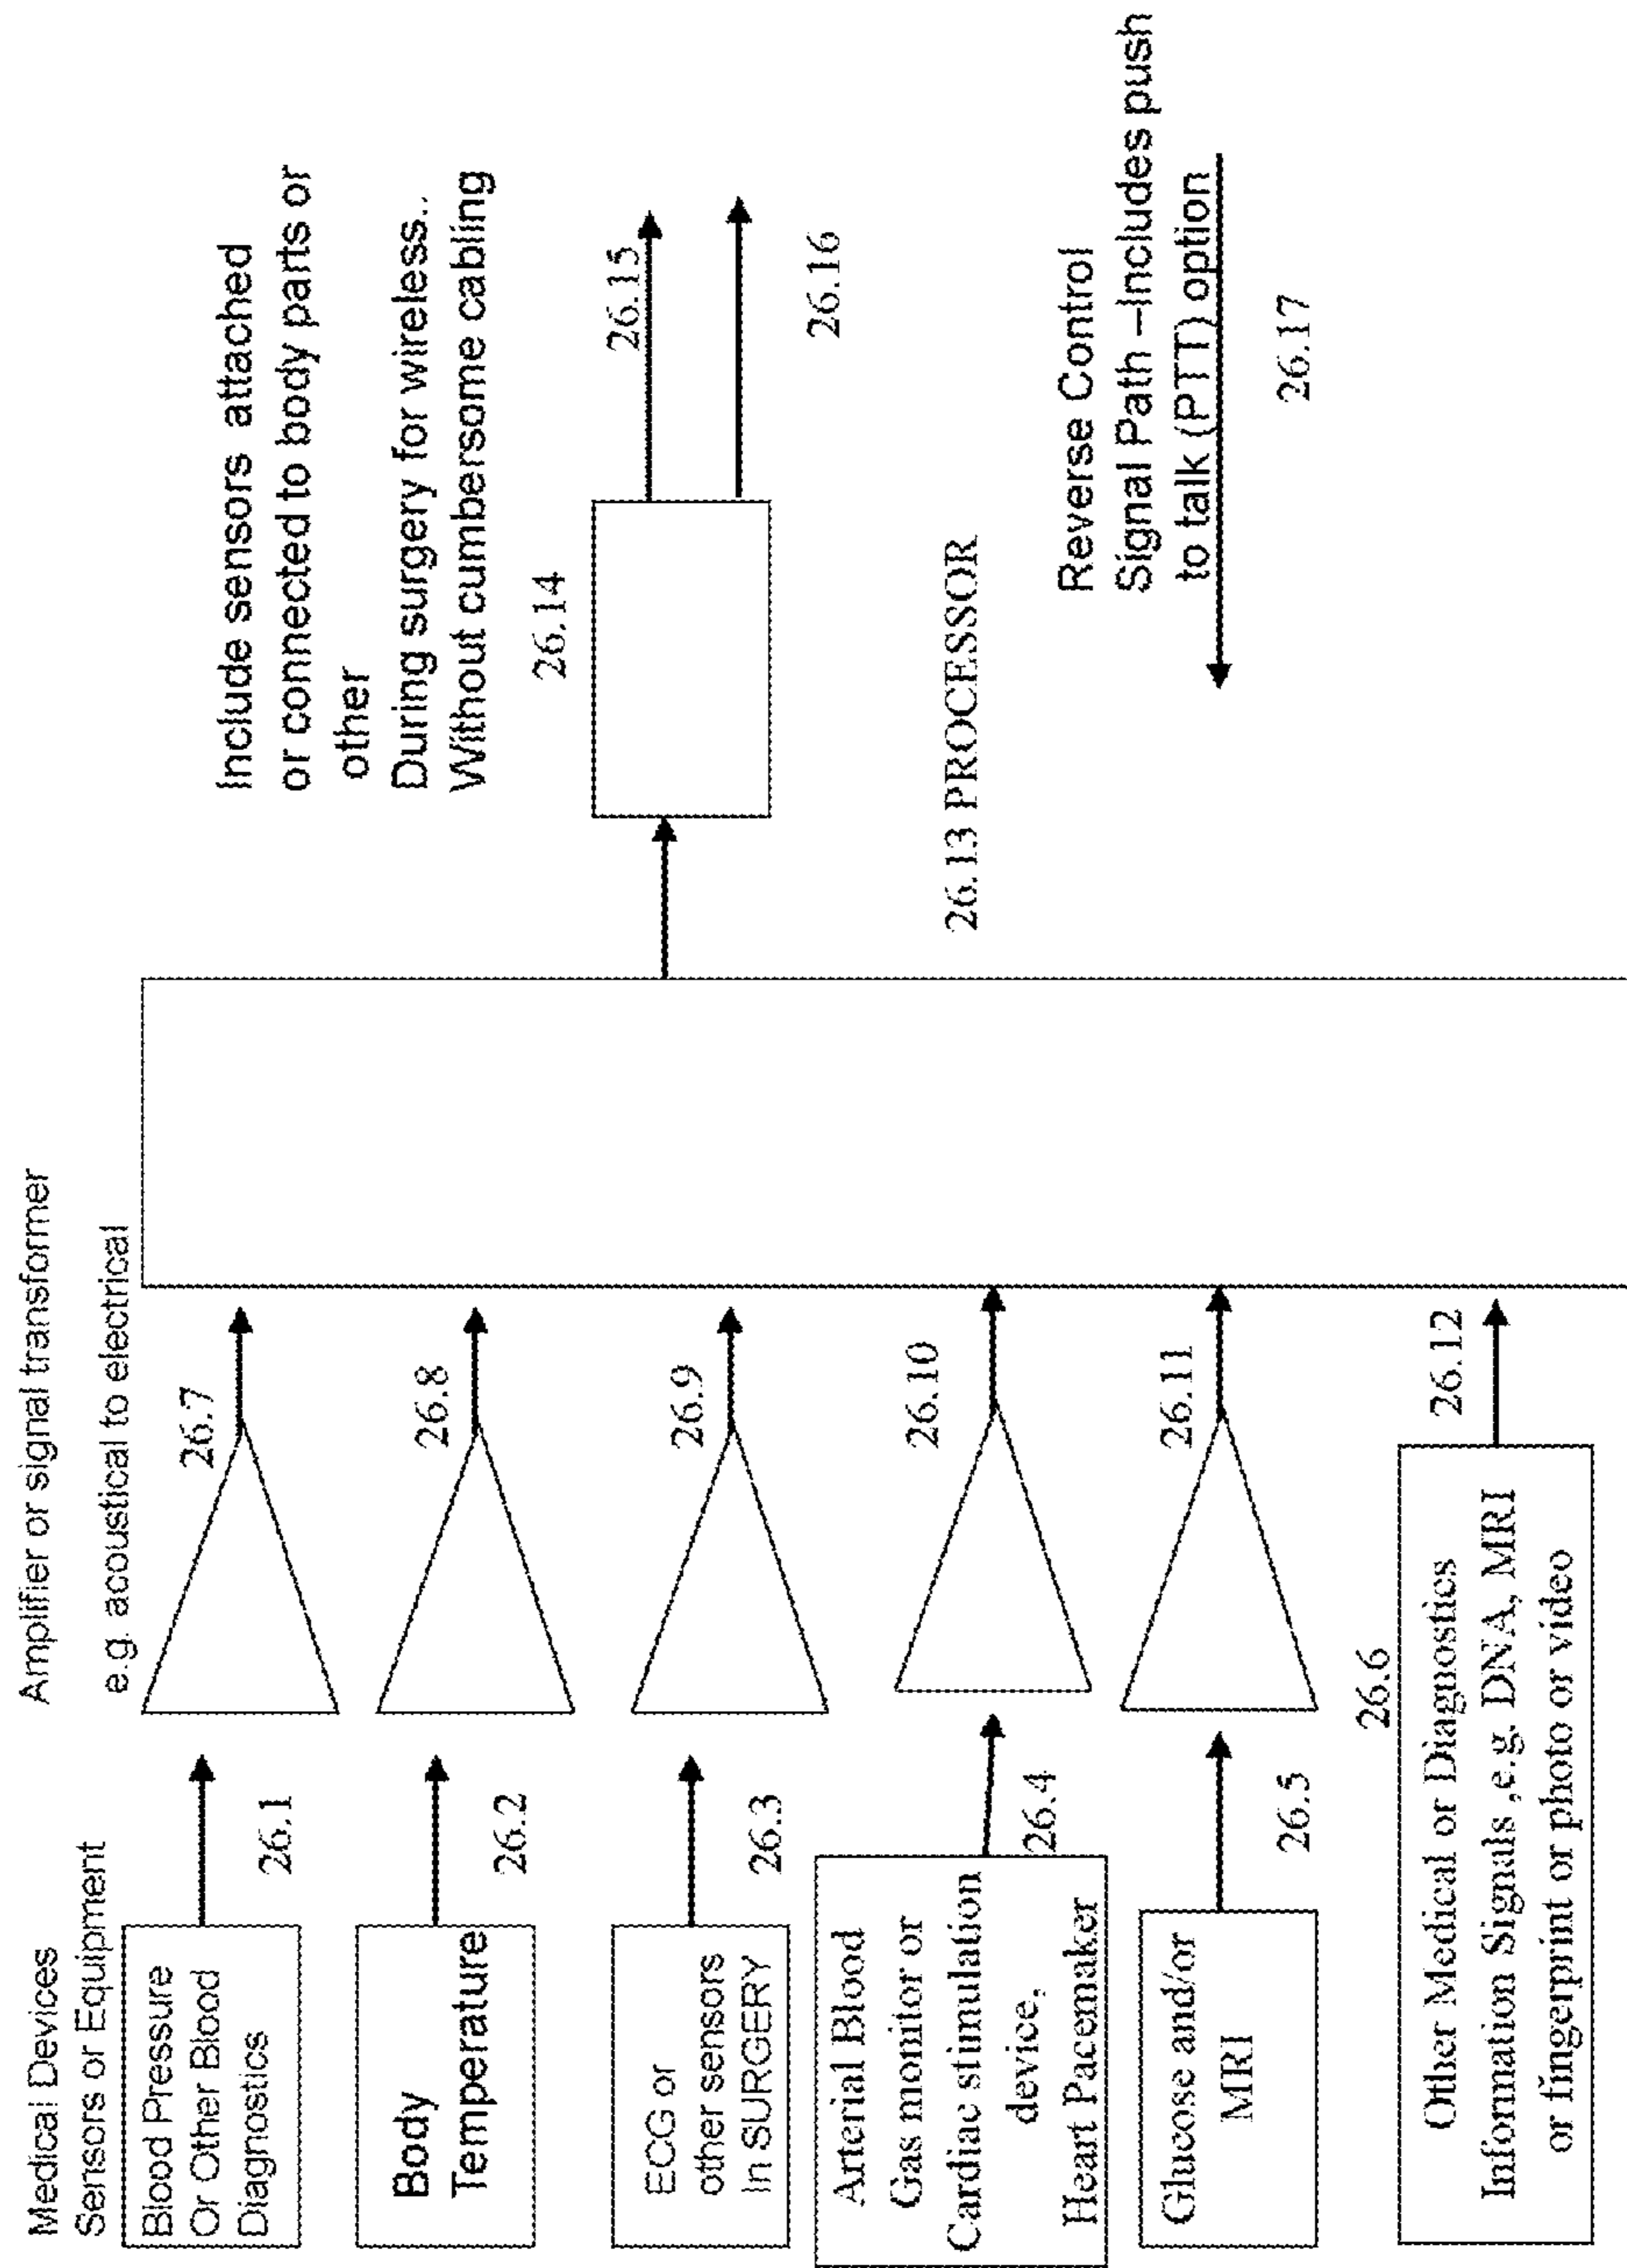 Medical Devices
Sensors or Equipment
Amplifier or signal transformer
e.g. acoustical to electrical
Blood Pressure
Or Other Blood
Diagnostics
26.1
26.7
Body
Temperature
26.2
26.8
ECG or
other sensors
In SURGERY
26.3
26.9
Arterial Blood
Gas monitor or
Cardiac stimulation
device,
Heart Pacemaker
26.4
26.10
Glucose and/or
MRI
26.5
26.11
26.6
Other Medical or Diagnostics
Information Signals ,e.g. DNA, MRI
or fingerprint or photo or video
26.12
Include sensors attached
or connected to body parts or
other
During surgery for wireless..
Without cumbersome cabling
26.14
26.15
26.16
26.13 PROCESSOR
Reverse Control
Signal Path –Includes push
to talk (PTT) option
26.17